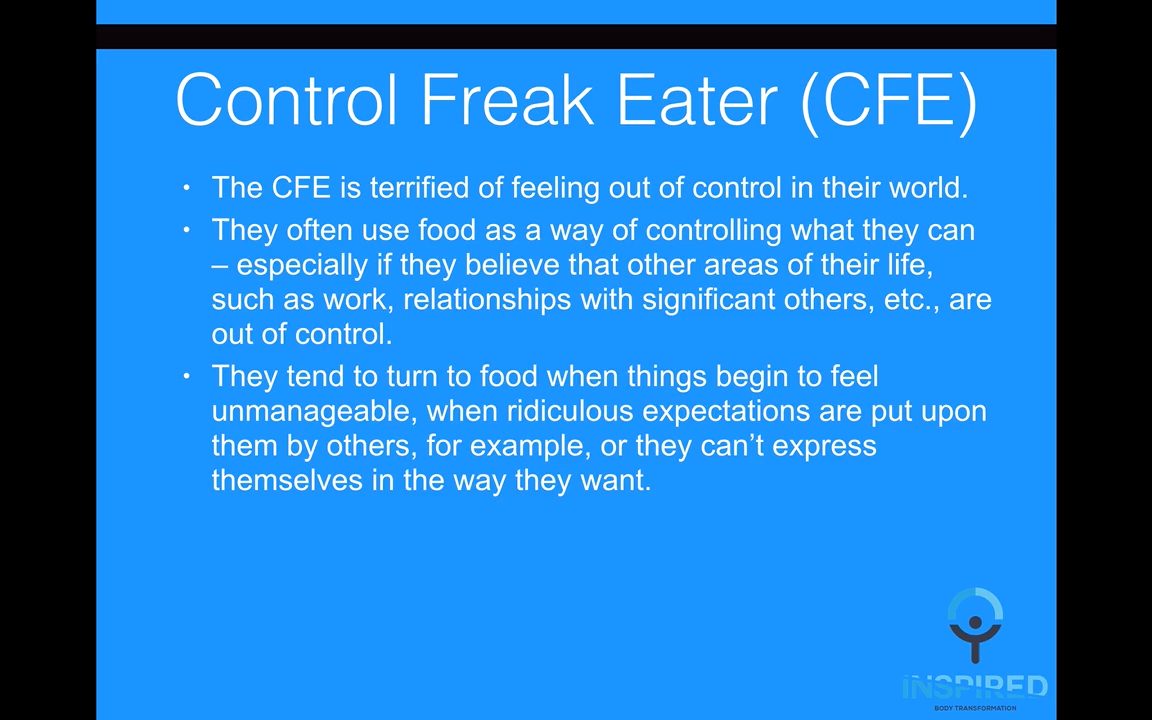 Control Freak Eater (CFE)
• The CFE is terrified of feeling out of control in their world.
• They often use food as a way of controlling what they can
– especially if they believe that other areas of their life,
such as work, relationships with significant others, etc., are
out of control.
• They tend to turn to food when things begin to feel
unmanageable, when ridiculous expectations are put upon
them by others, for example, or they can’t express
themselves in the way they want.
iNSPIRED
BODY TRANSFORMATION